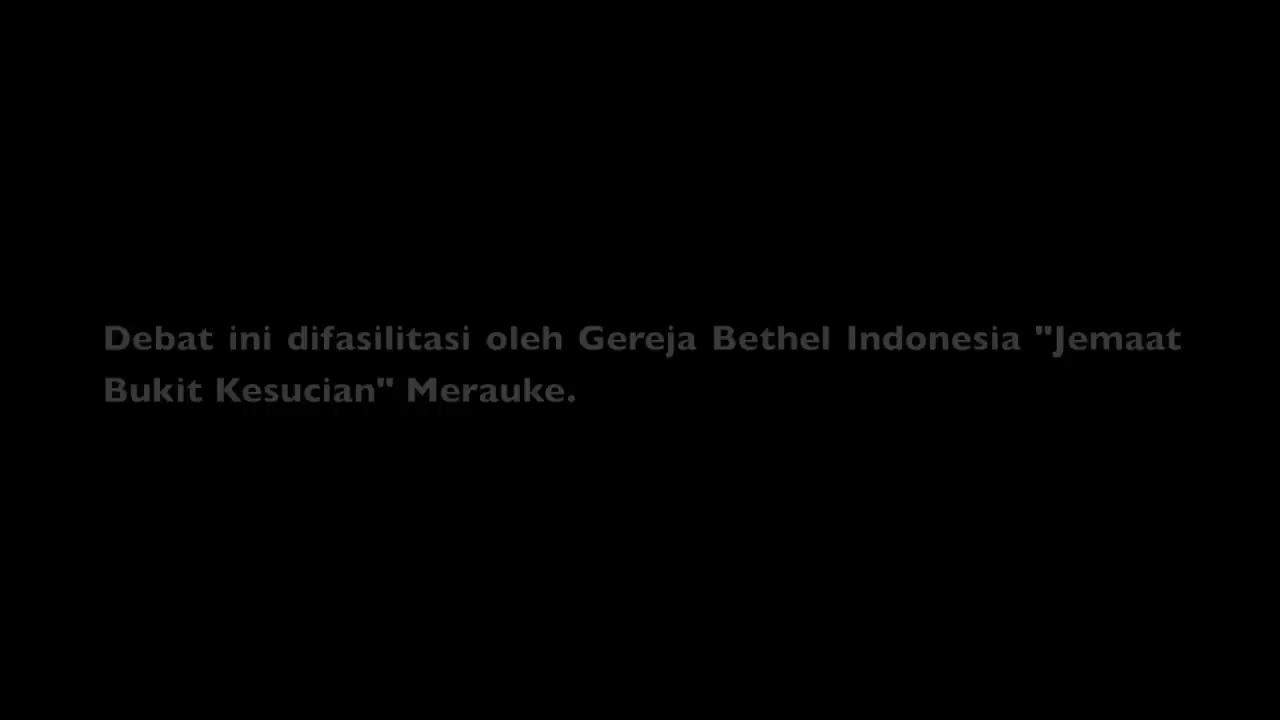 Debat ini difasilitasi oleh Gereja Bethel Indonesia "Jemaat
Bukit Kesucian" Merauke.